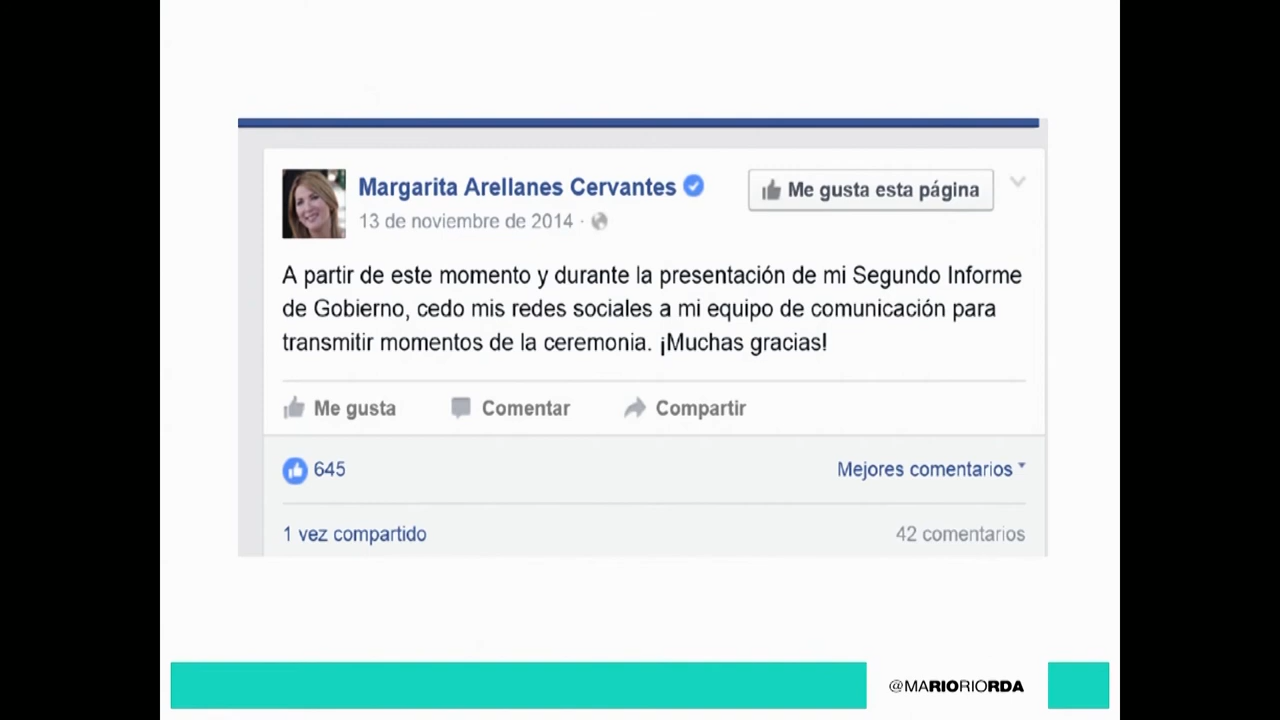 Margarita Arellanes Cervantes
Me gusta esta página
13 de noviembre de 2014 ·
A partir de este momento y durante la presentación de mi Segundo Informe
de Gobierno, cedo mis redes sociales a mi equipo de comunicación para
transmitir momentos de la ceremonia. ¡Muchas gracias!
Me gusta Comentar Compartir
645 Mejores comentarios
1 vez compartido 42 comentarios
@MARIORIORDA